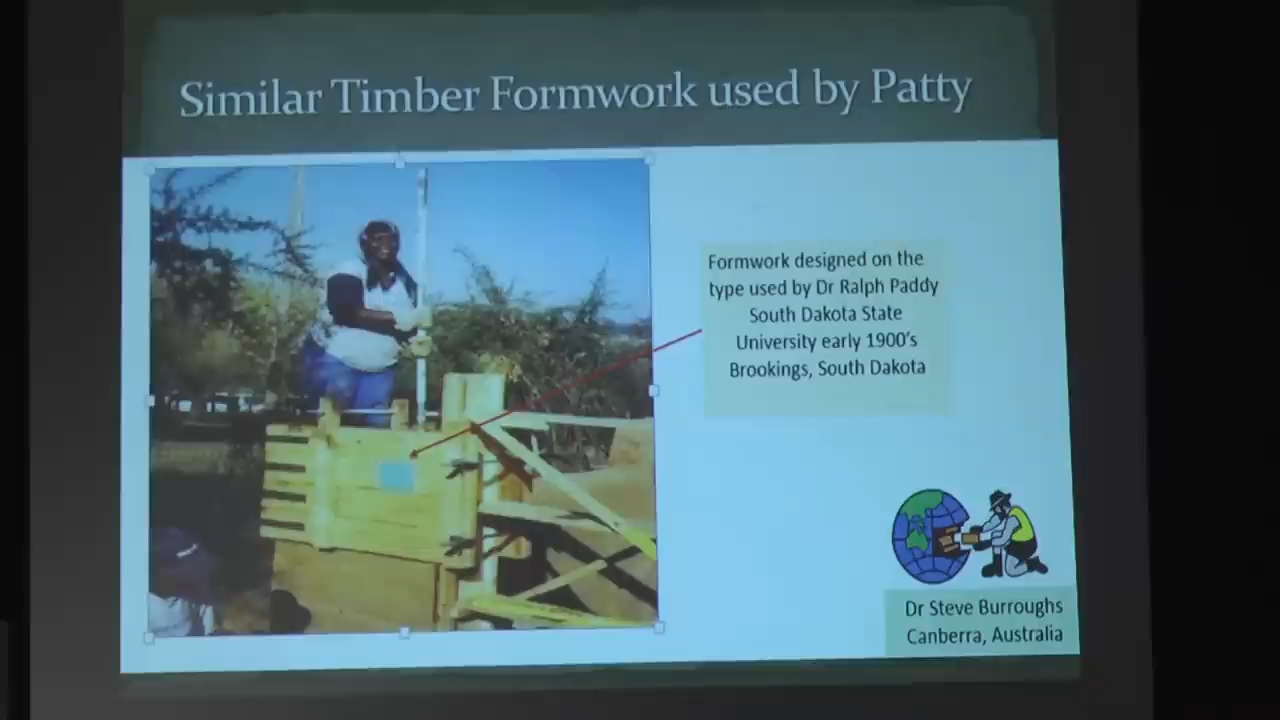 Similar Timber Formwork used by Patty
Formwork designed on the
type used by Dr Ralph Paddy
South Dakota State
University early 1900's
Brookings, South Dakota
Dr Steve Burroughs
Canberra, Australia